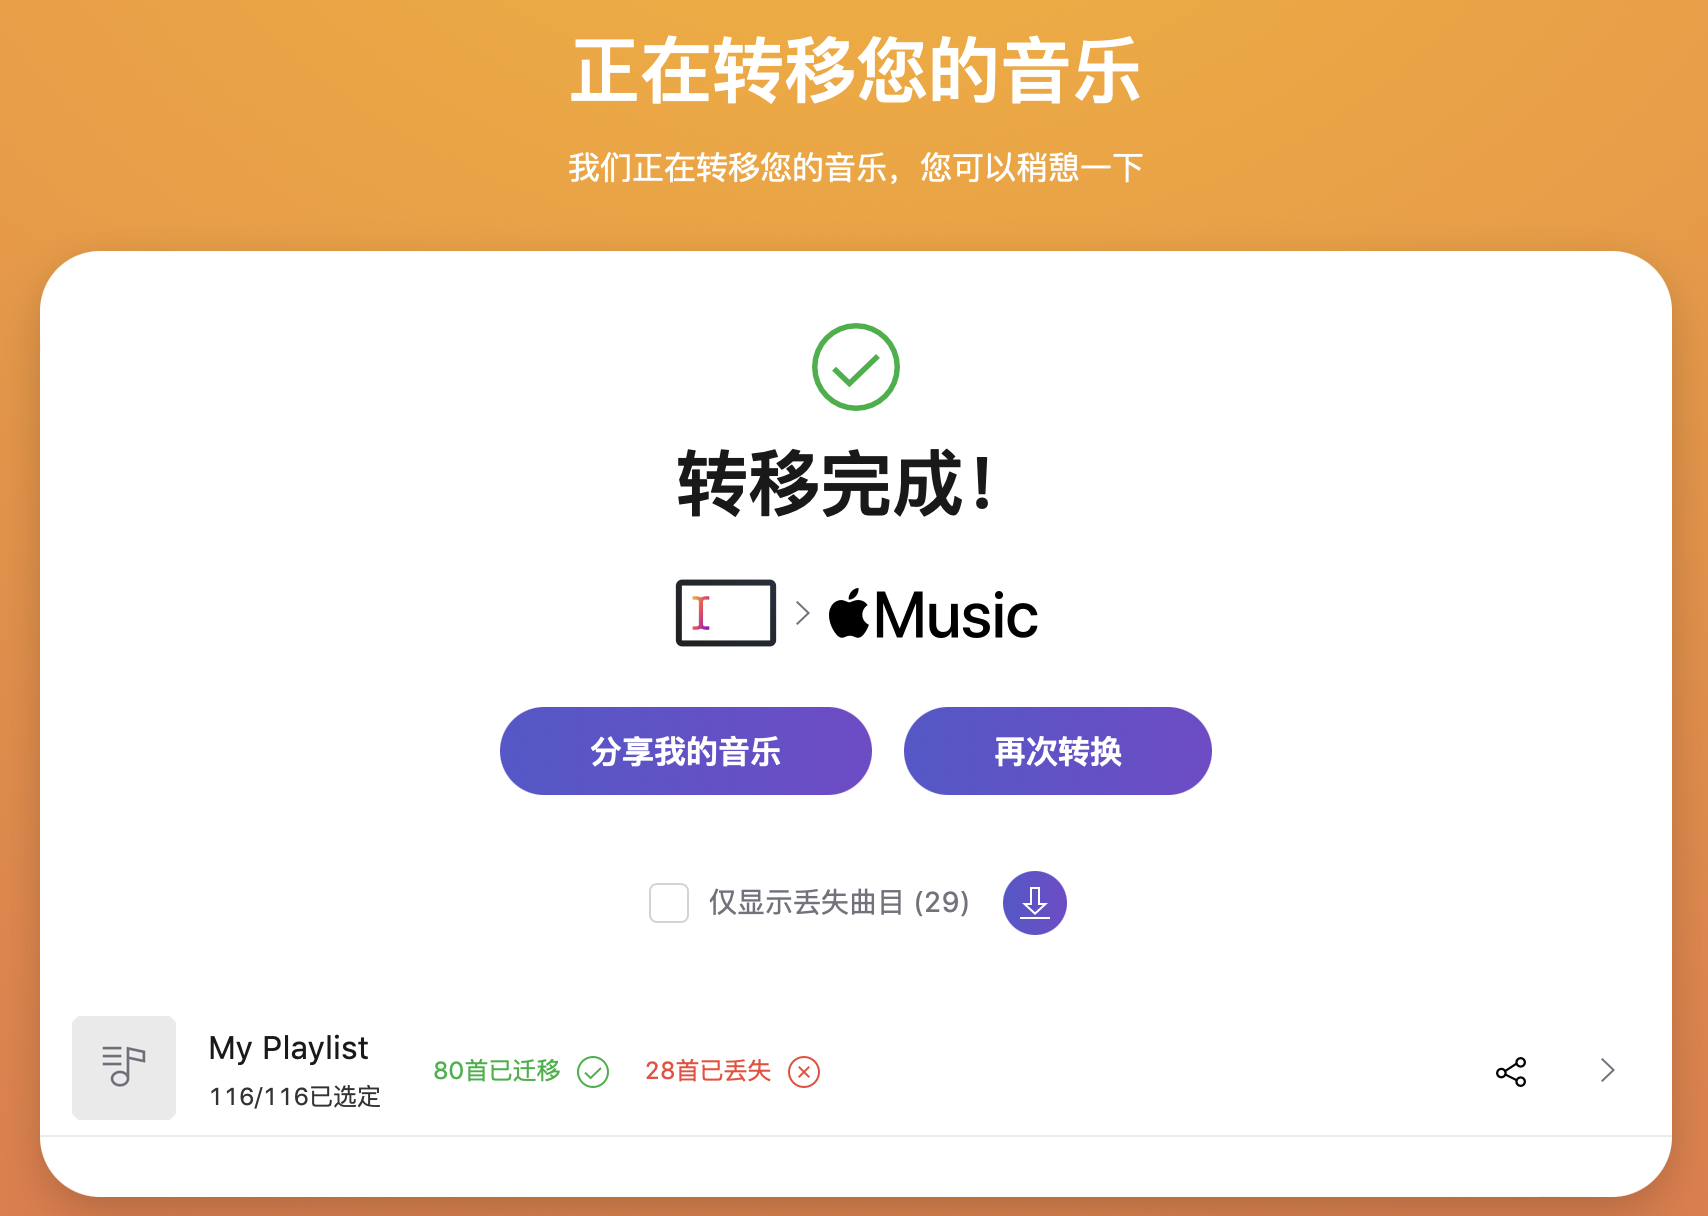 正在转移您的音乐
我们正在转移您的音乐，您可以稍憩一下
转移完成！
Music
分享我的音乐
再次转换
仅显示丢失曲目 (29)
My Playlist
80首已迁移
28首已丢失
116/116已选定